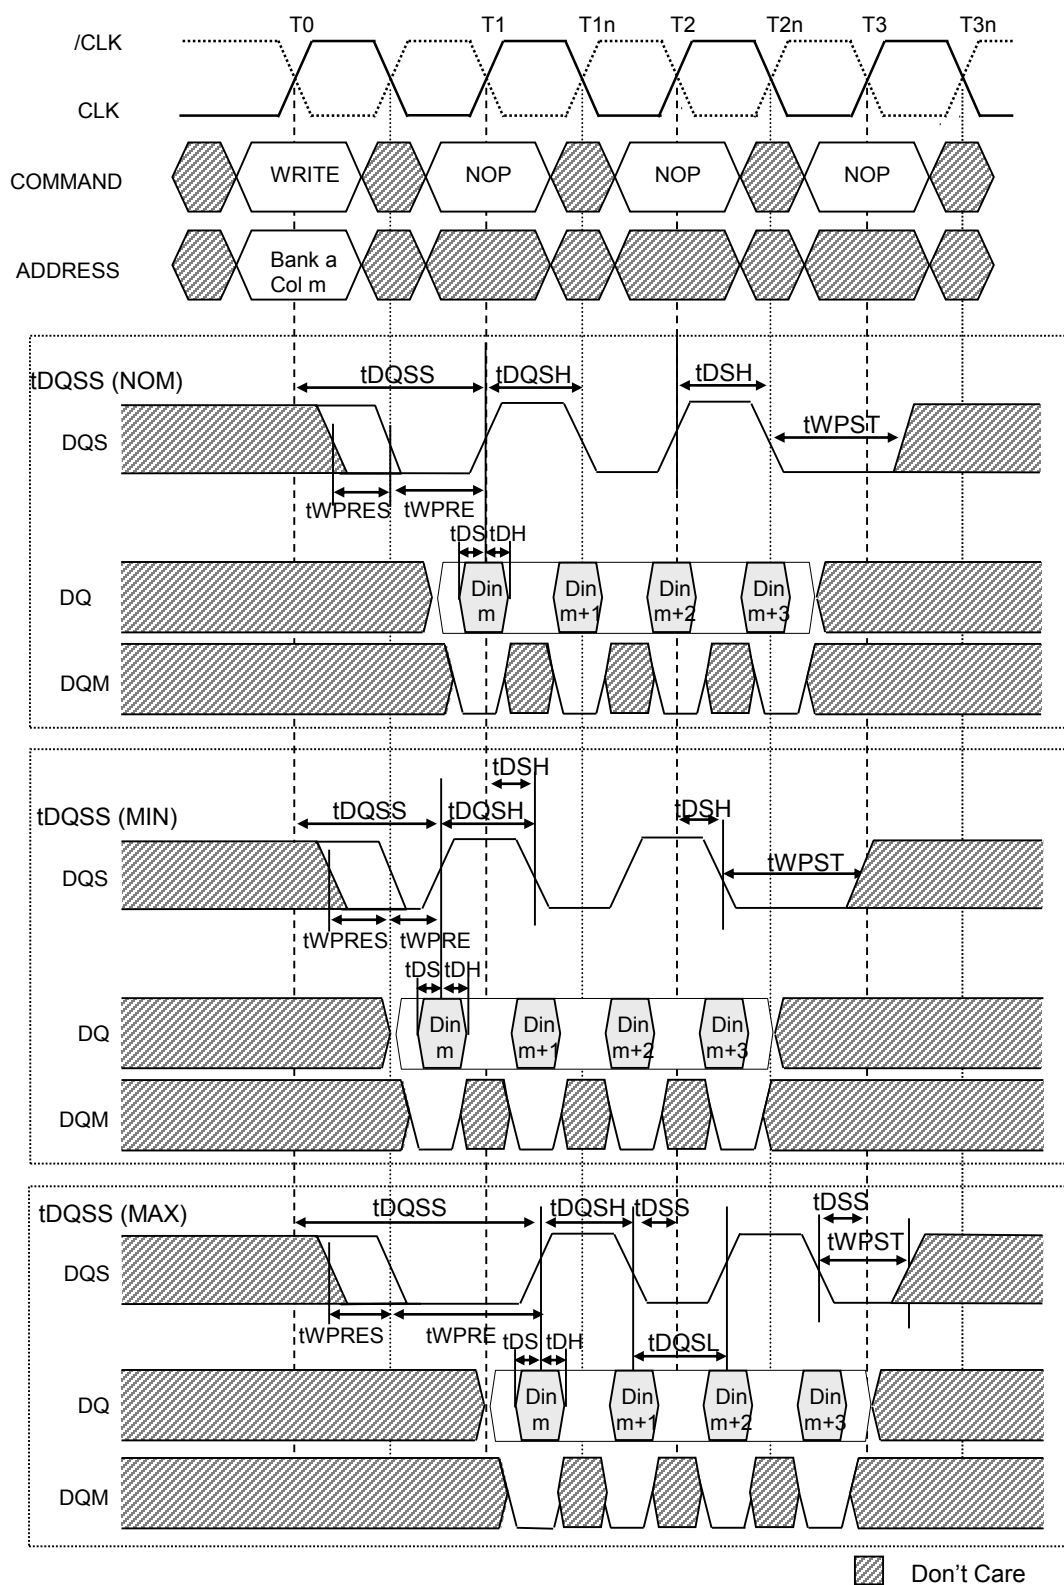 T0 T1 T1n T2 T2n T3 T3n
/CLK
CLK
COMMAND WRITE NOP NOP NOP
ADDRESS Bank a
Col m
tDQSS (NOM) tDQSS tDQSH tDSH
DQS tWPST
tWPRES tWPRE
tDS tDH
DQ Din Din Din Din
m m+1 m+2 m+3
DQM
tDSH
tDQSS (MIN) tDQSS tDQSH tDSH
DQS tWPST
tWPRES tWPRE
tDS tDH
DQ Din Din Din Din
m m+1 m+2 m+3
DQM
tDQSS (MAX) tDQSS tDQSH tDSS tDSS
DQS tWPST
tWPRES tWPRE tDS tDH tDQSL
DQ Din Din Din Din
m m+1 m+2 m+3
DQM
Don't Care